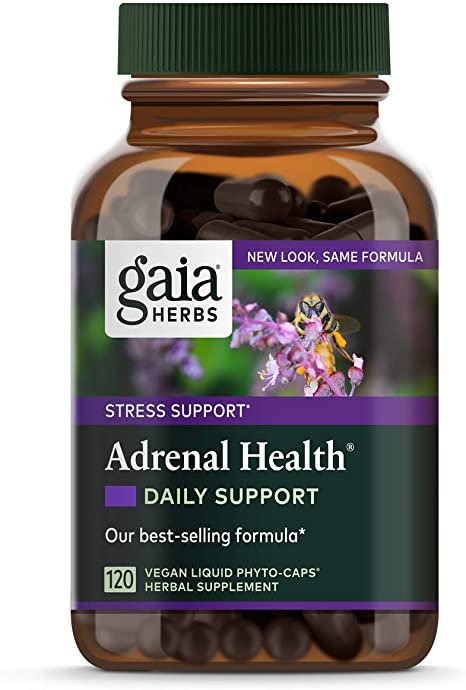 NEW LOOK, SAME FORMULA
gaia
HERBS
STRESS SUPPORT*
Adrenal Health®
DAILY SUPPORT
Our best-selling formula*
120 VEGAN LIQUID PHYTO-CAPS®
HERBAL SUPPLEMENT